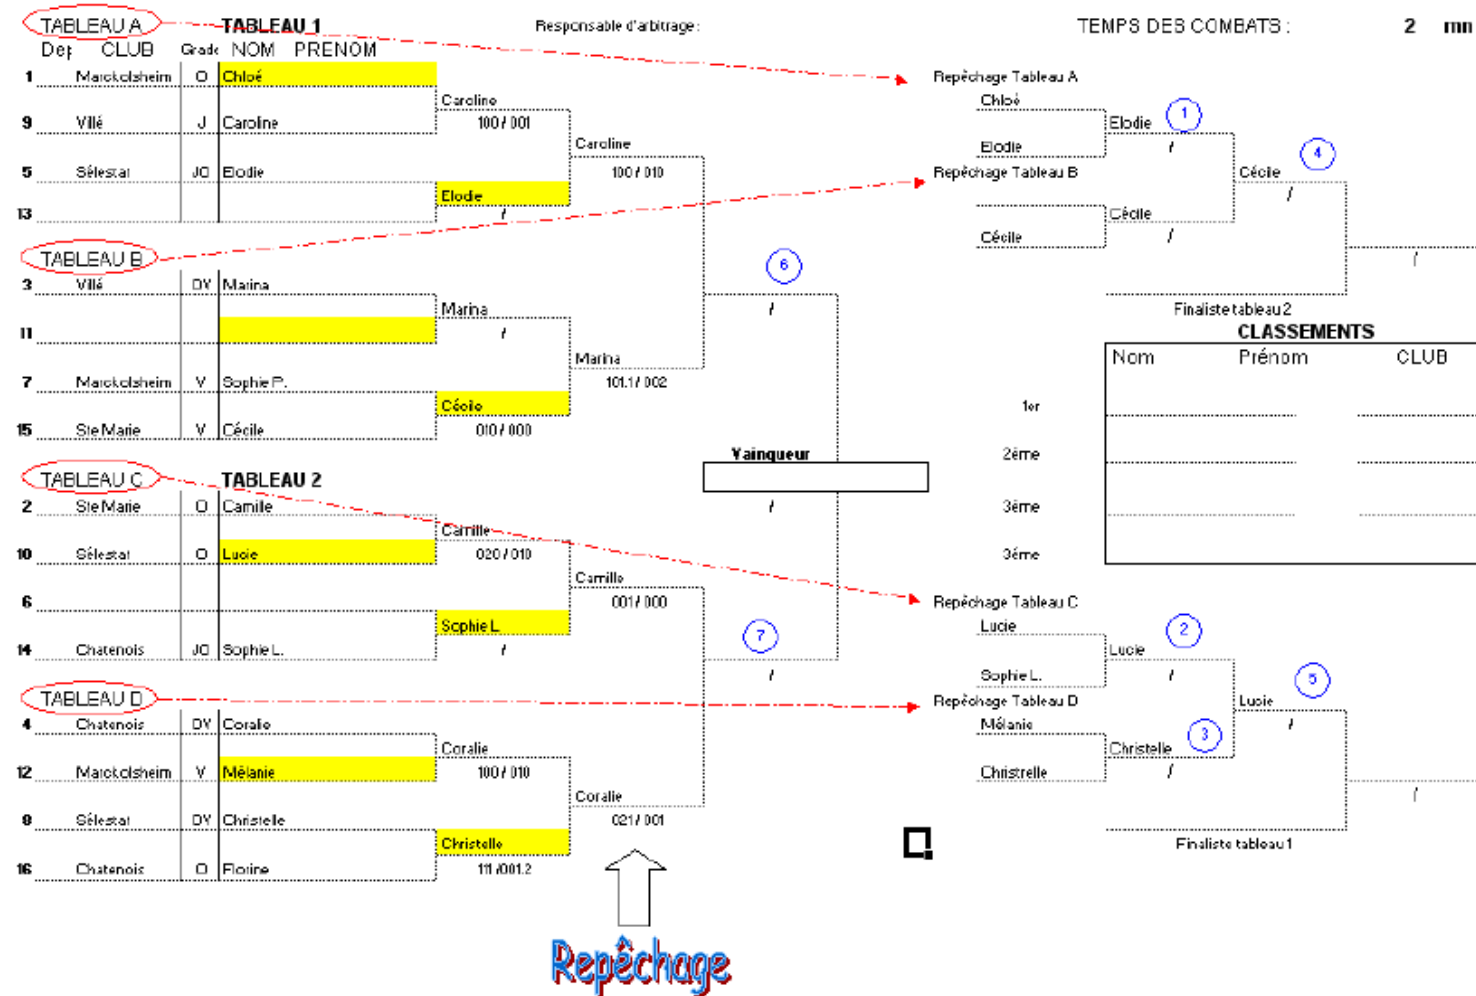 TABLEAU A TABLEAU 1 Responsable d'arbitrage : TEMPS DES COMBATS : 2 mn
Dep CLUB Grade NOM PRENOM
1 Marckolsheim O Chloé
Caroline
100 / 001
9 Villé J Caroline
Caroline
100 / 010
5 Sélestat JO Elodie
Elodie
/
13
TABLEAU B
3 Villé OV Marina
Marina
/
11
Marina
101.1 / 002
7 Marckolsheim V Sophie P.
Cécile
010 / 000
15 Ste Marie V Cécile
6
/
Vainqueur
/
TABLEAU C TABLEAU 2
2 Ste Marie O Camille
Camille
020 / 010
10 Sélestat O Lucie
Camille
001 / 000
6
Sophie L.
/
14 Chatenois JO Sophie L.
7
/
TABLEAU D
4 Chatenois OV Coralie
Coralie
100 / 010
12 Marckolsheim V Mélanie
Coralie
021 / 001
8 Sélestat OV Christelle
Christelle
111 /001.2
16 Chatenois O Florine
Repêchage
Repêchage Tableau A
Chloé
Elodie 1
/
Elodie
Repêchage Tableau B
Cécile 4
/
Cécile
/
Cécile
/
Finaliste tableau 2
CLASSEMENTS
Nom Prénom CLUB
1er
2ème
3ème
3ème
Repêchage Tableau C
Lucie
Lucie 2
/
Sophie L.
Repêchage Tableau D
Lucie 5
/
Mélanie
Christelle 3
/
Christrelle
/
Finaliste tableau 1